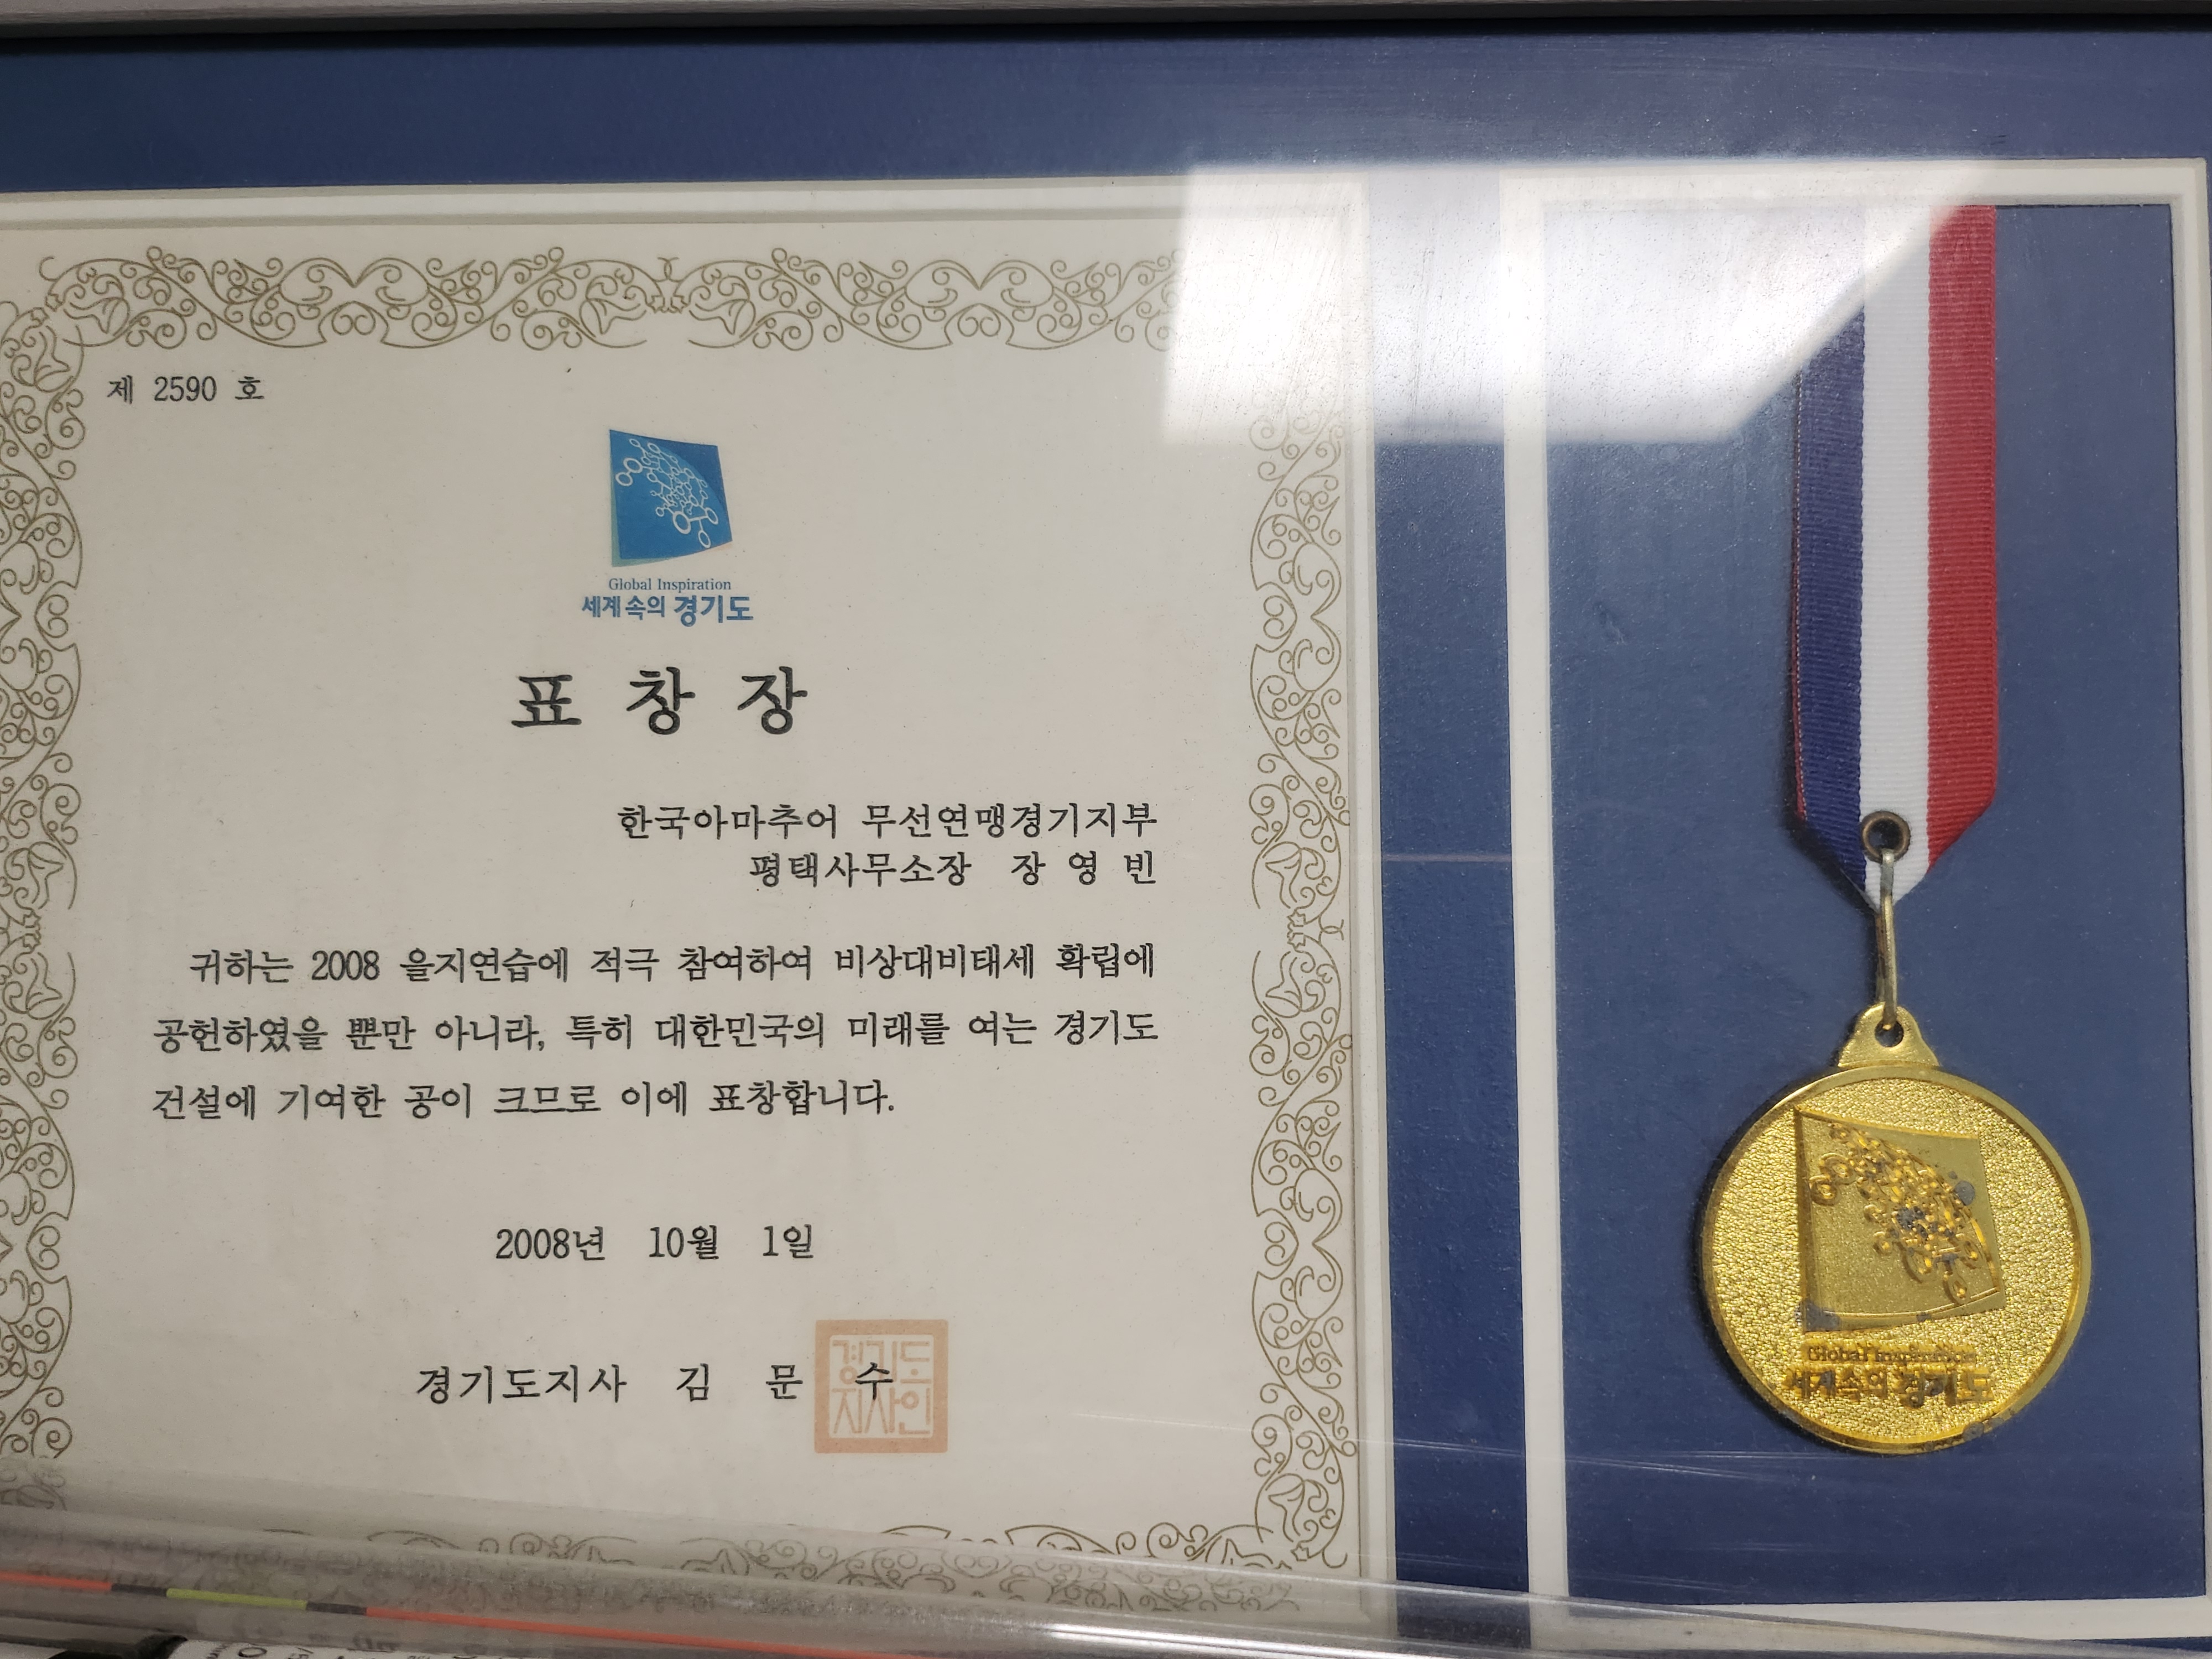 제 2590 호
Global Inspiration
세계 속의 경기도
표 창 장
한국아마추어 무선연맹경기지부
평택사무소장 장 영 빈
귀하는 2008 을지연습에 적극 참여하여 비상대비태세 확립에
공헌하였을 뿐만 아니라, 특히 대한민국의 미래를 여는 경기도
건설에 기여한 공이 크므로 이에 표창합니다.
2008년 10월 1일
경기도지사 김 문 수
경기도
지사인
Global Inspiration
세계속의 경기도